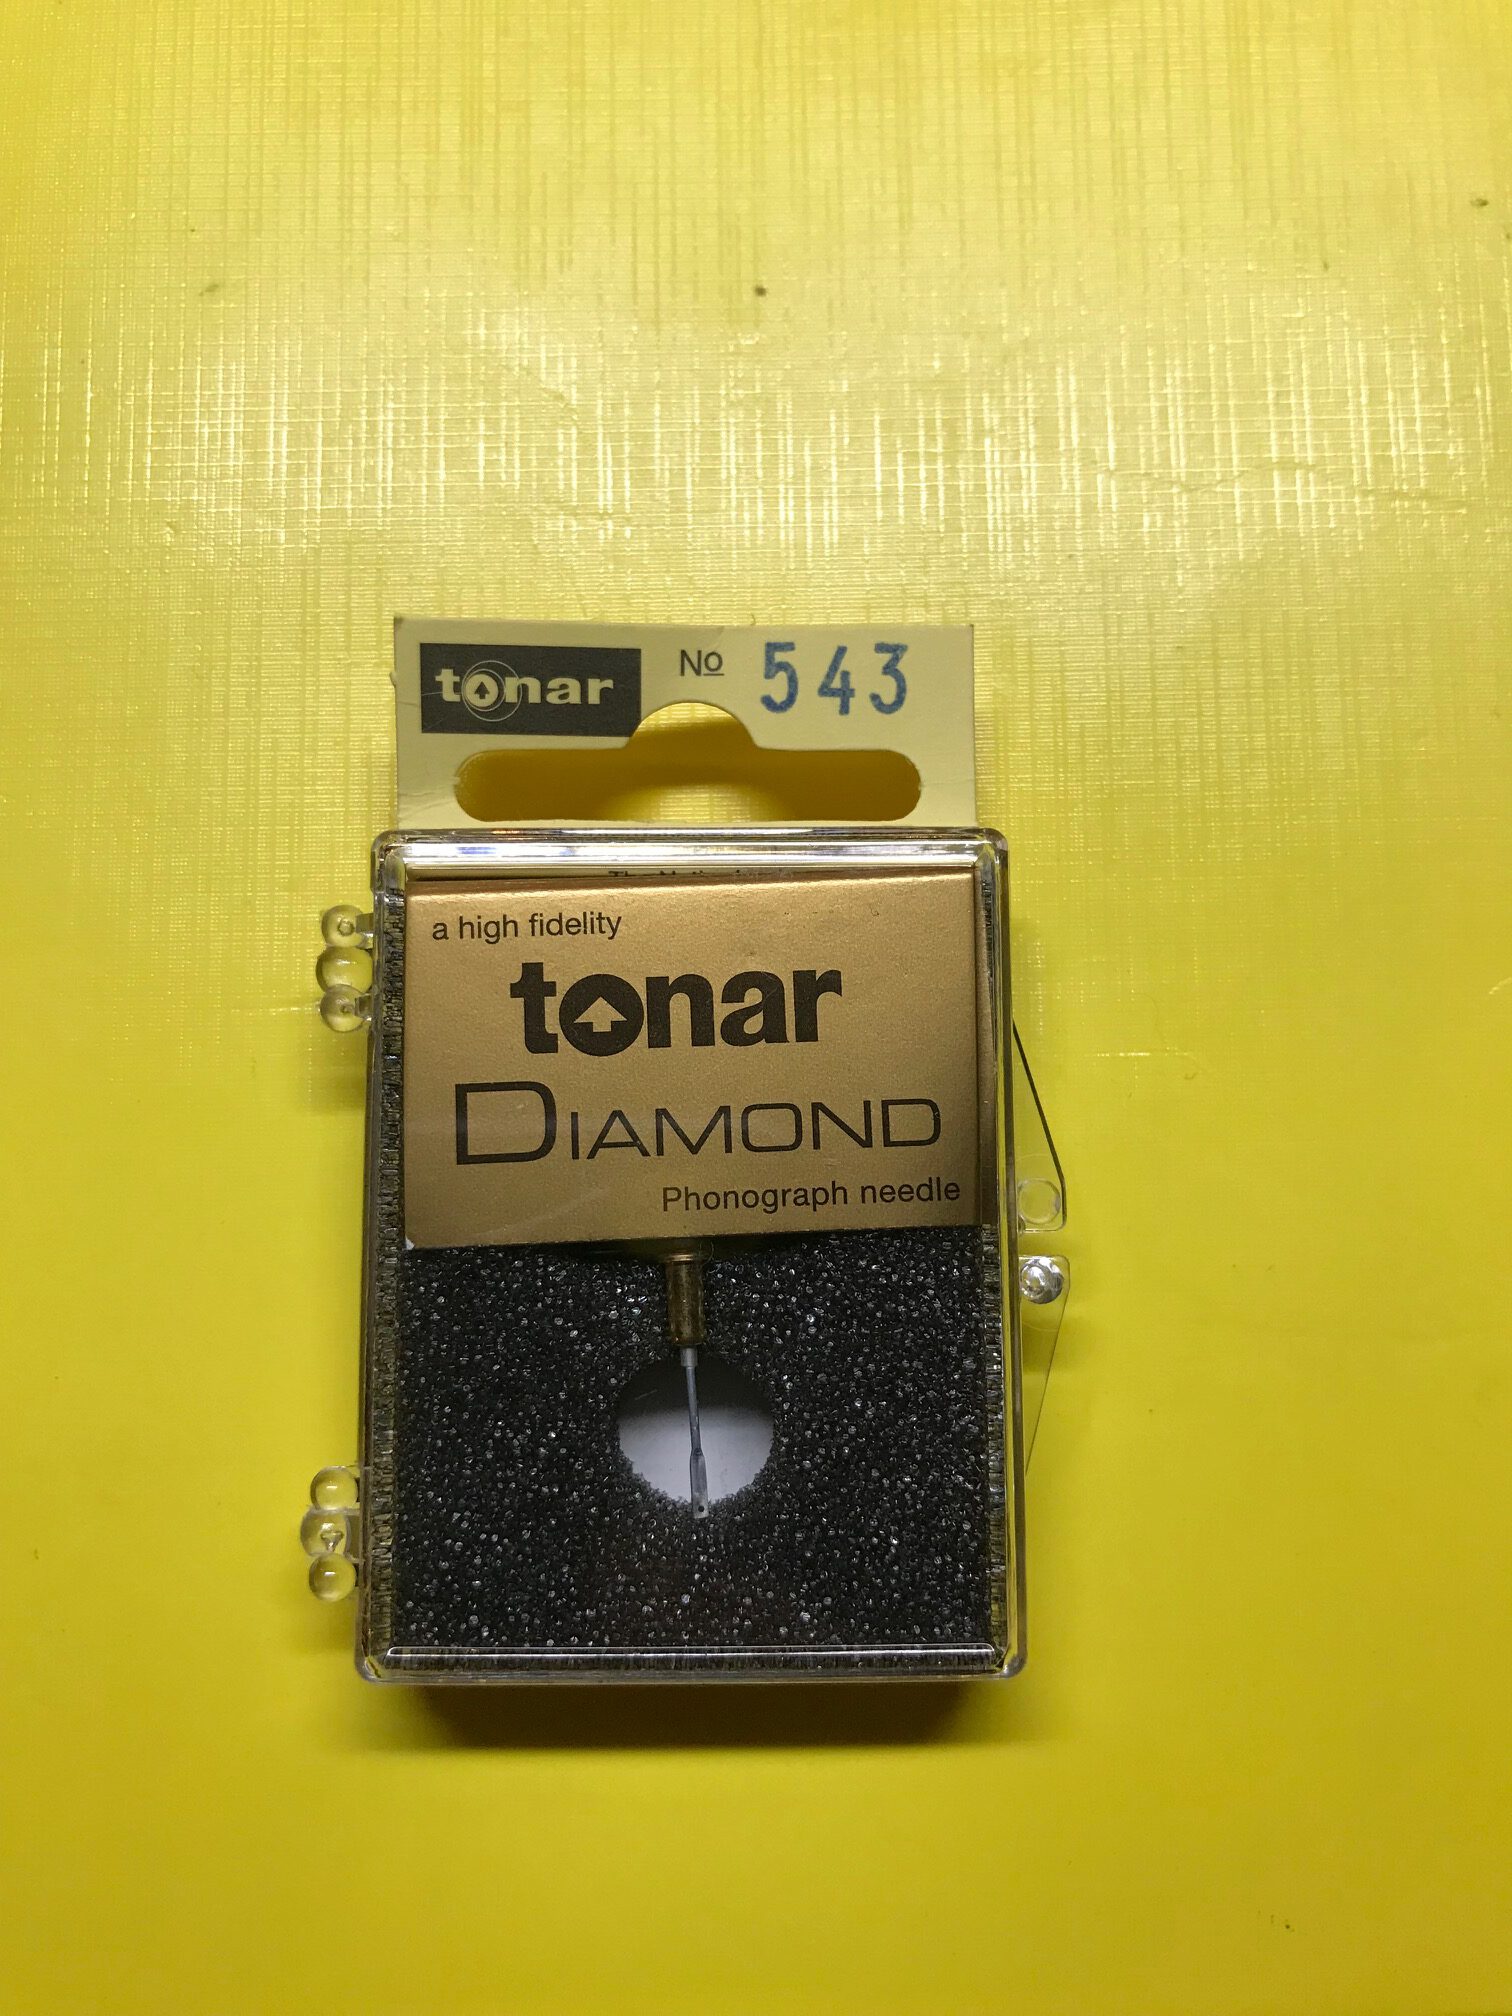 tonar Nº 543
a high fidelity
tonar
DIAMOND
Phonograph needle